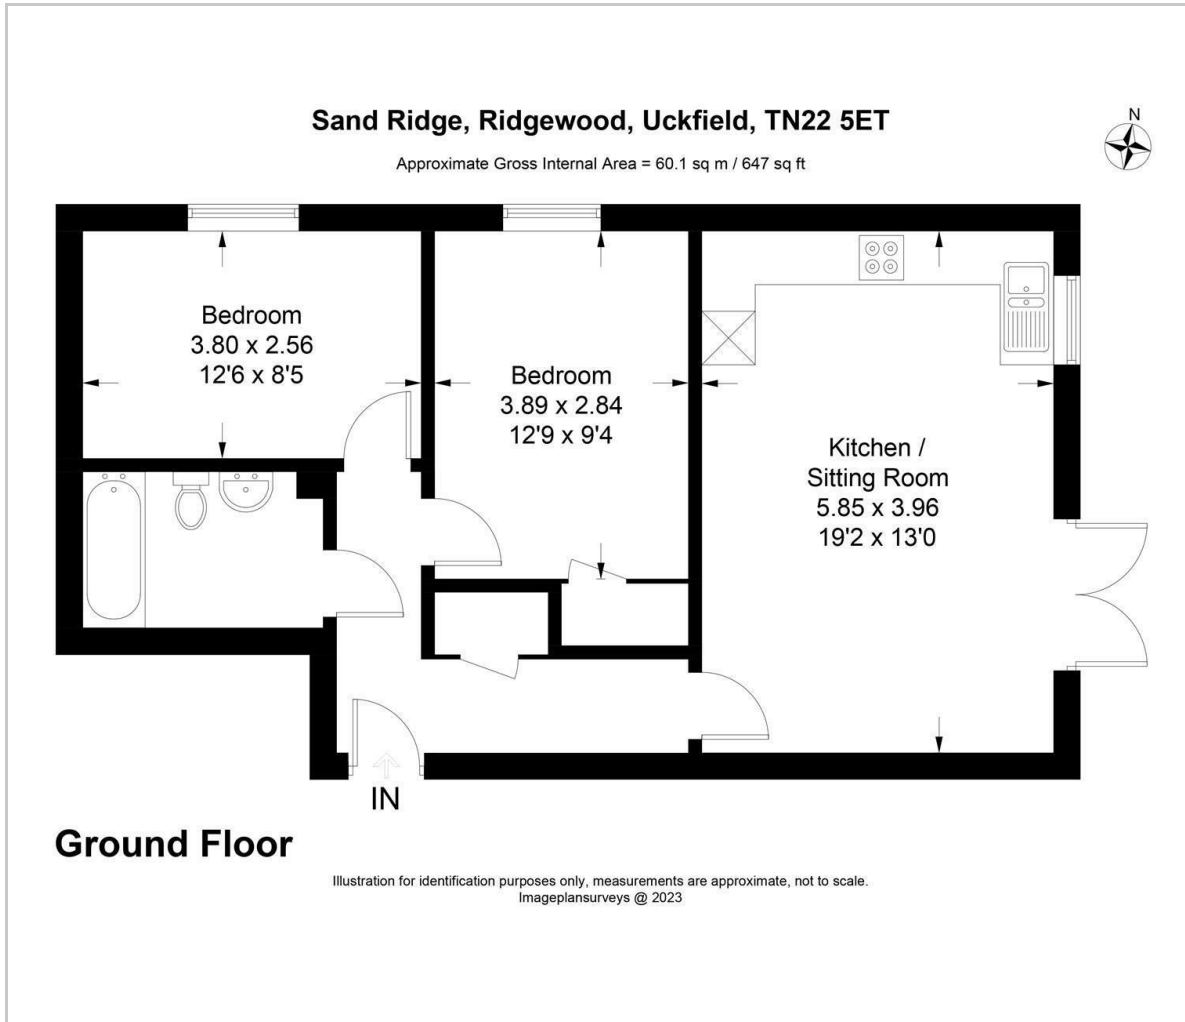 Sand Ridge, Ridgewood, Uckfield, TN22 5ET
N
Approximate Gross Internal Area = 60.1 sq m / 647 sq ft
Bedroom
3.80 x 2.56
12'6 x 8'5
Bedroom
3.89 x 2.84
12'9 x 9'4
Kitchen /
Sitting Room
5.85 x 3.96
19'2 x 13'0
IN
Ground Floor
Illustration for identification purposes only, measurements are approximate, not to scale.
Imageplansurveys @ 2023